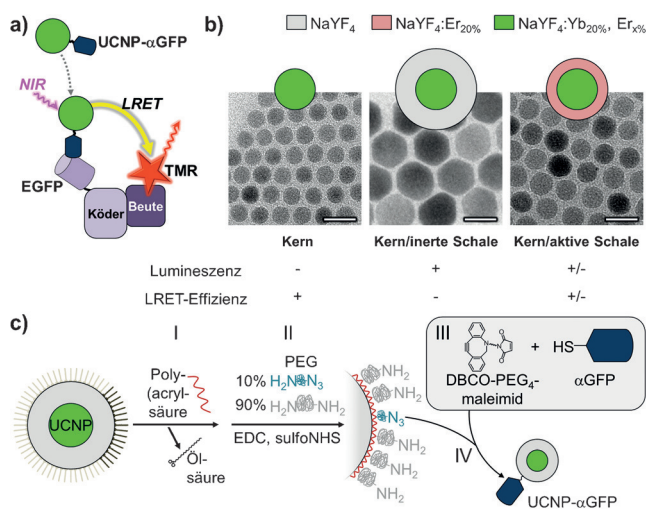 a)
UCNP-αGFP
NIR
LRET
TMR
EGFP
Köder
Beute
b)
NaYF₄
NaYF₄:Er₂₀%
NaYF₄:Yb₂₀%, Erₓ%
Kern
Kern/inerte Schale
Kern/aktive Schale
Lumineszenz - + +/-
LRET-Effizienz + - +/-
c)
I
II
III
UCNP
Poly-
(acryl-
säure
Öl-
säure
PEG
10% H₂N N₃
90% H₂N NH₂
EDC, sulfoNHS
NH₂
NH₂
NH₂
N₃
NH₂
NH₂
NH₂
N
N
O
O
O
+
HS
DBCO-PEG₄-
maleimid
αGFP
IV
UCNP-αGFP